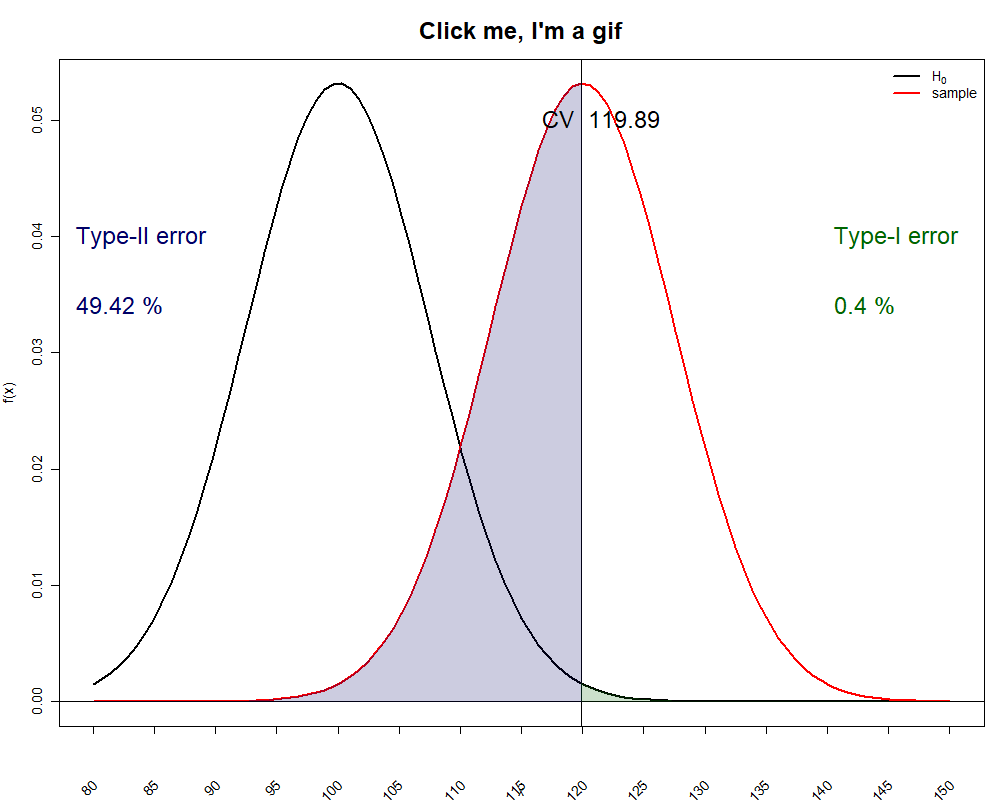 Click me, I'm a gif
H0
sample
CV 119.89
Type-II error
Type-I error
49.42 %
0.4 %
f(x)
0.05
0.04
0.03
0.02
0.01
0.00
80 85 90 95 100 105 110 115 120 125 130 135 140 145 150